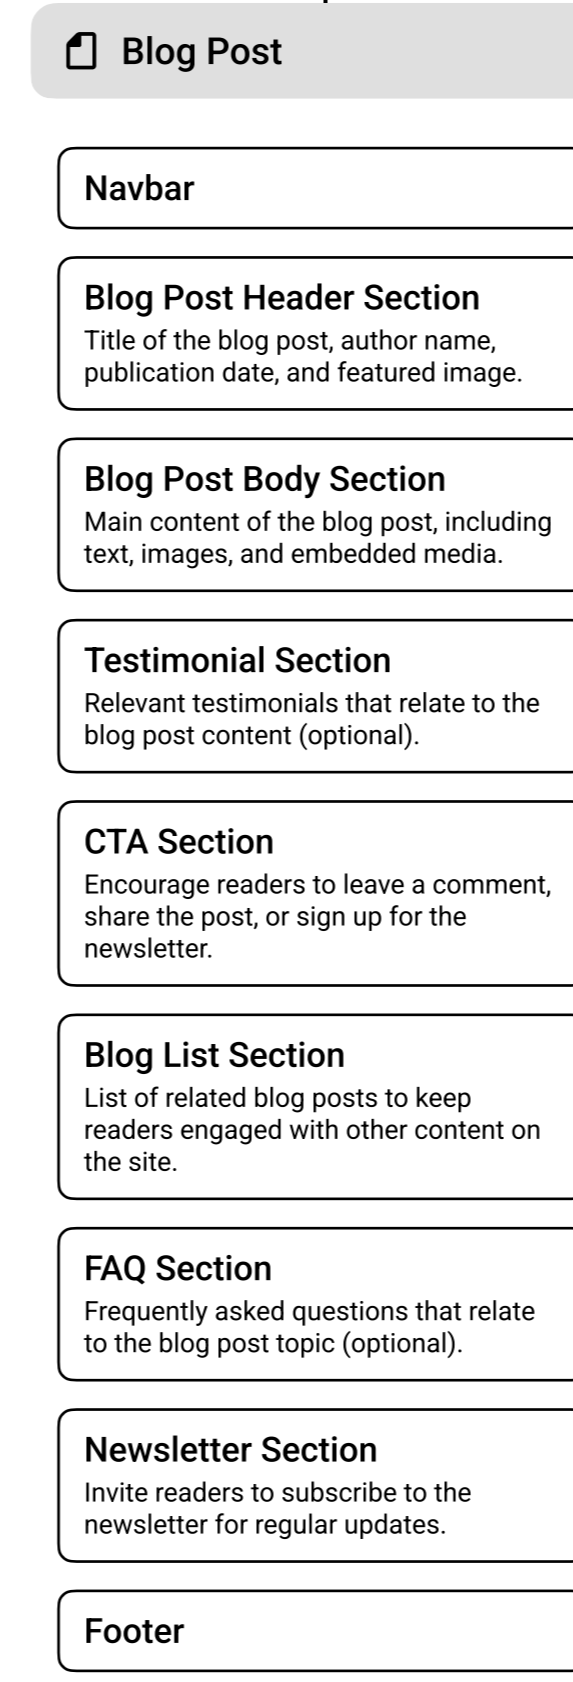 Blog Post
Navbar
Blog Post Header Section
Title of the blog post, author name,
publication date, and featured image.
Blog Post Body Section
Main content of the blog post, including
text, images, and embedded media.
Testimonial Section
Relevant testimonials that relate to the
blog post content (optional).
CTA Section
Encourage readers to leave a comment,
share the post, or sign up for the
newsletter.
Blog List Section
List of related blog posts to keep
readers engaged with other content on
the site.
FAQ Section
Frequently asked questions that relate
to the blog post topic (optional).
Newsletter Section
Invite readers to subscribe to the
newsletter for regular updates.
Footer